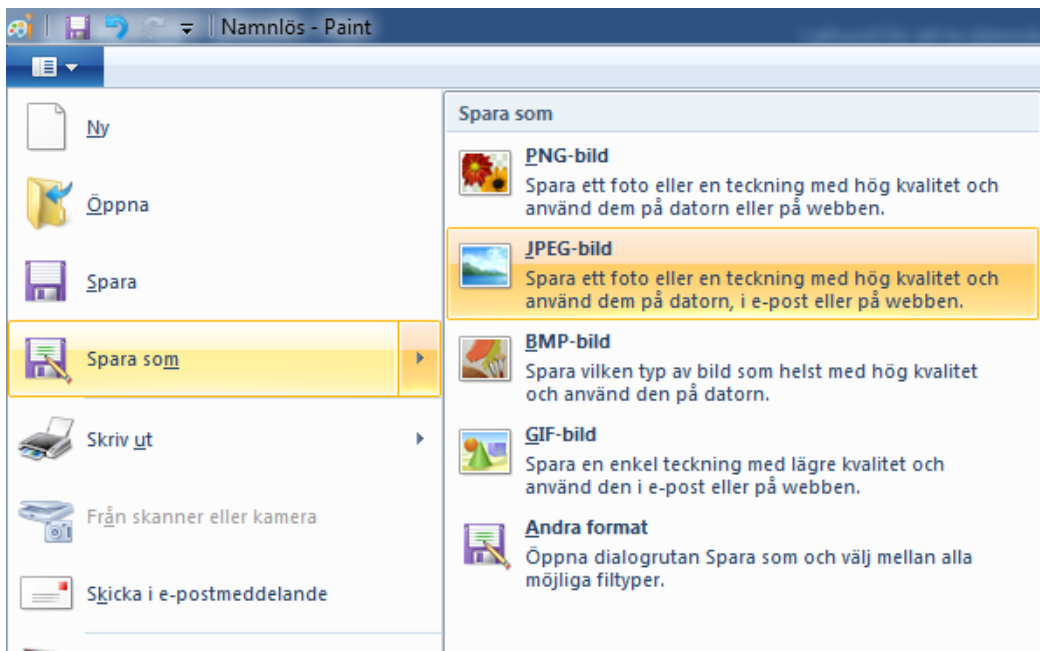 Namnlös - Paint
Ny
Öppna
Spara
Spara som
Skriv ut
Från skanner eller kamera
Skicka i e-postmeddelande
Spara som
PNG-bild
Spara ett foto eller en teckning med hög kvalitet och
använd dem på datorn eller på webben.
JPEG-bild
Spara ett foto eller en teckning med hög kvalitet och
använd dem på datorn, i e-post eller på webben.
BMP-bild
Spara vilken typ av bild som helst med hög kvalitet
och använd den på datorn.
GIF-bild
Spara en enkel teckning med lägre kvalitet och
använd den i e-post eller på webben.
Andra format
Öppna dialogrutan Spara som och välj mellan alla
möjliga filtyper.